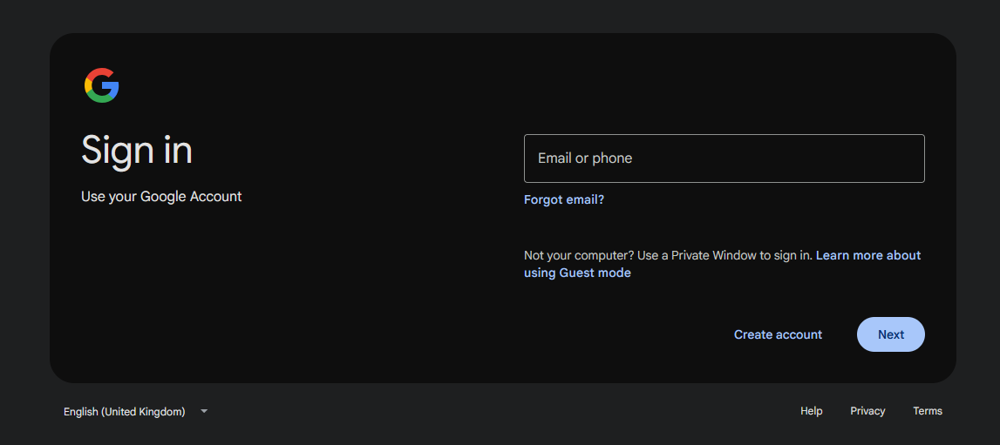 Sign in
Use your Google Account
Email or phone
Forgot email?
Not your computer? Use a Private Window to sign in. Learn more about
using Guest mode
Create account
Next
English (United Kingdom)
Help
Privacy
Terms